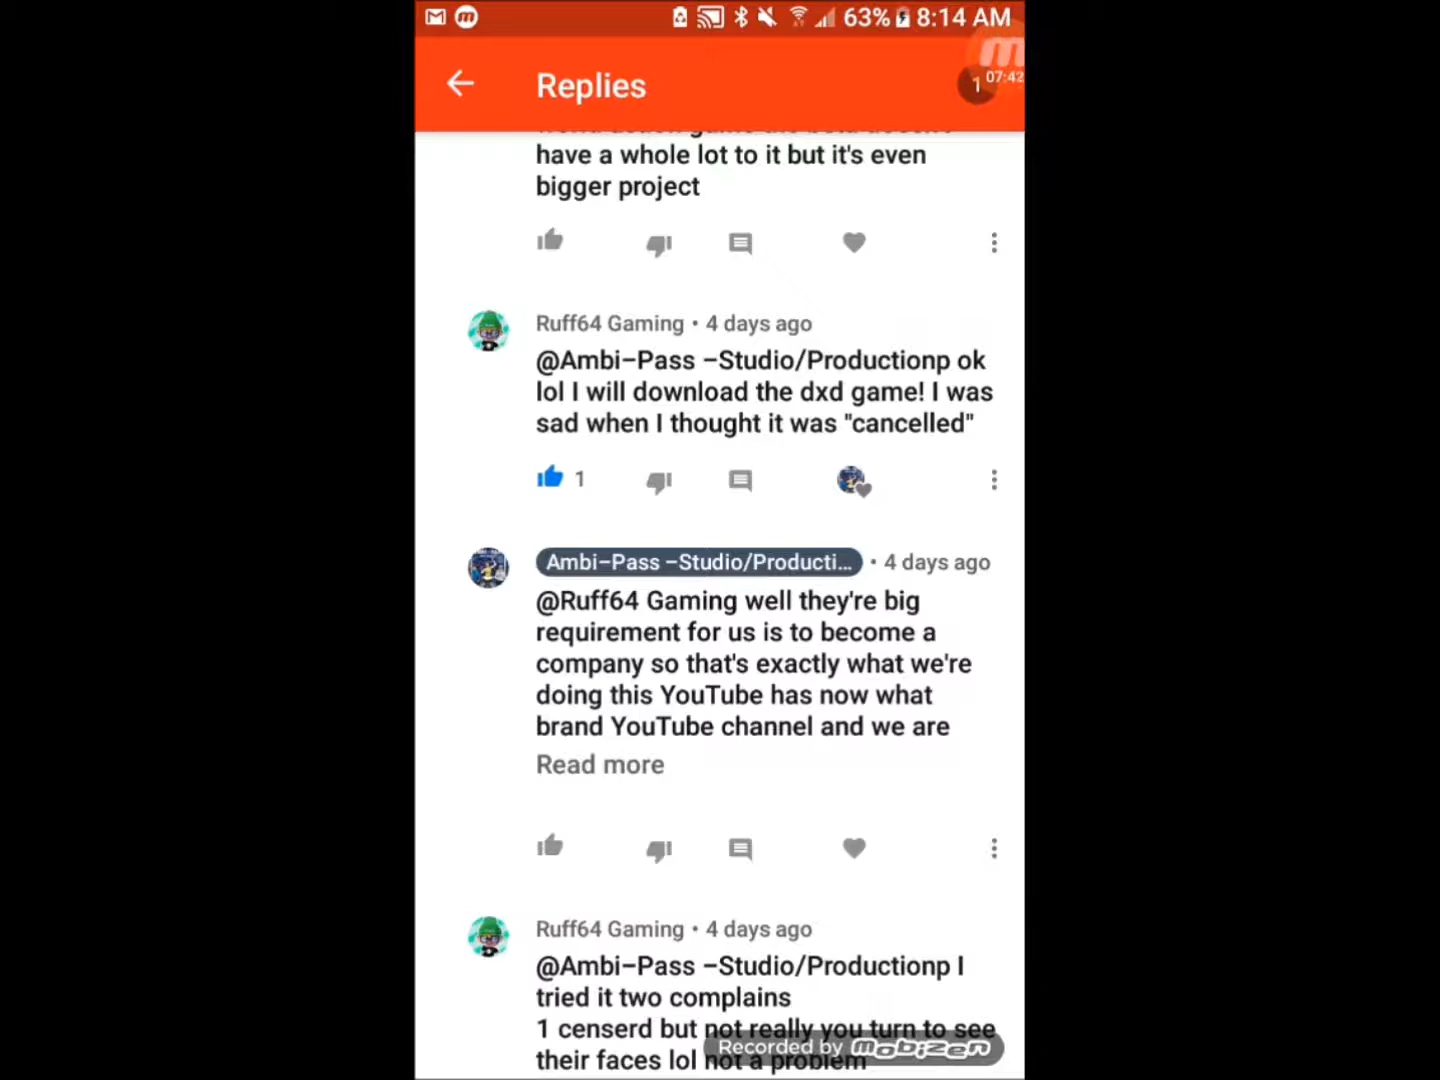 63% 8:14 AM
Replies
1 07:42
have a whole lot to it but it's even
bigger project
Ruff64 Gaming • 4 days ago
@Ambi–Pass –Studio/Productionp ok
lol I will download the dxd game! I was
sad when I thought it was "cancelled"
1
Ambi–Pass –Studio/Producti... • 4 days ago
@Ruff64 Gaming well they're big
requirement for us is to become a
company so that's exactly what we're
doing this YouTube has now what
brand YouTube channel and we are
Read more
Ruff64 Gaming • 4 days ago
@Ambi–Pass –Studio/Productionp I
tried it two complains
1 censerd but not really you turn to see
Recorded by mobizen
their faces lol not a problem